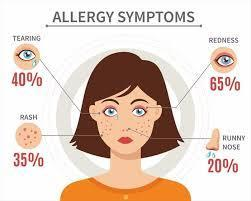 ALLERGY SYMPTOMS
TEARING
40%
REDNESS
65%
RASH
35%
RUNNY
NOSE
20%